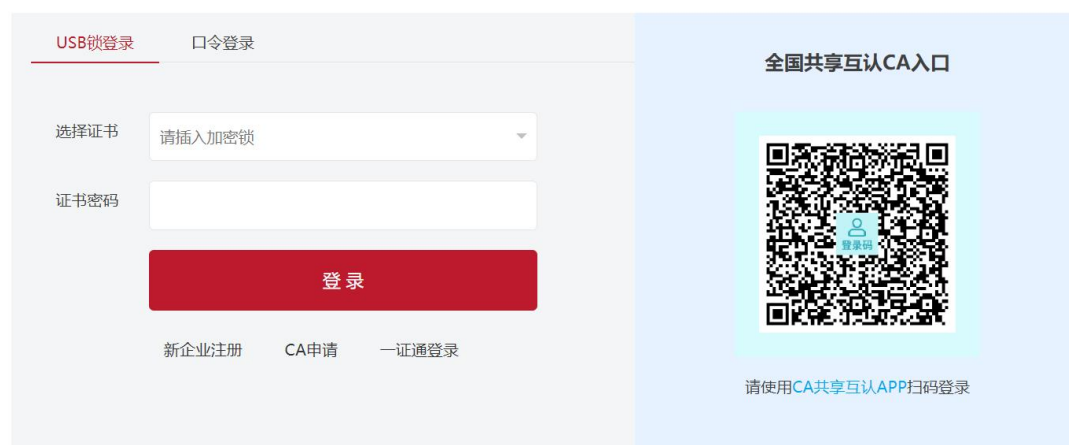 USB锁登录 口令登录
选择证书 请插入加密锁
证书密码
登录
新企业注册 CA申请 一证通登录
全国共享互认CA入口
登录码
请使用CA共享互认APP扫码登录